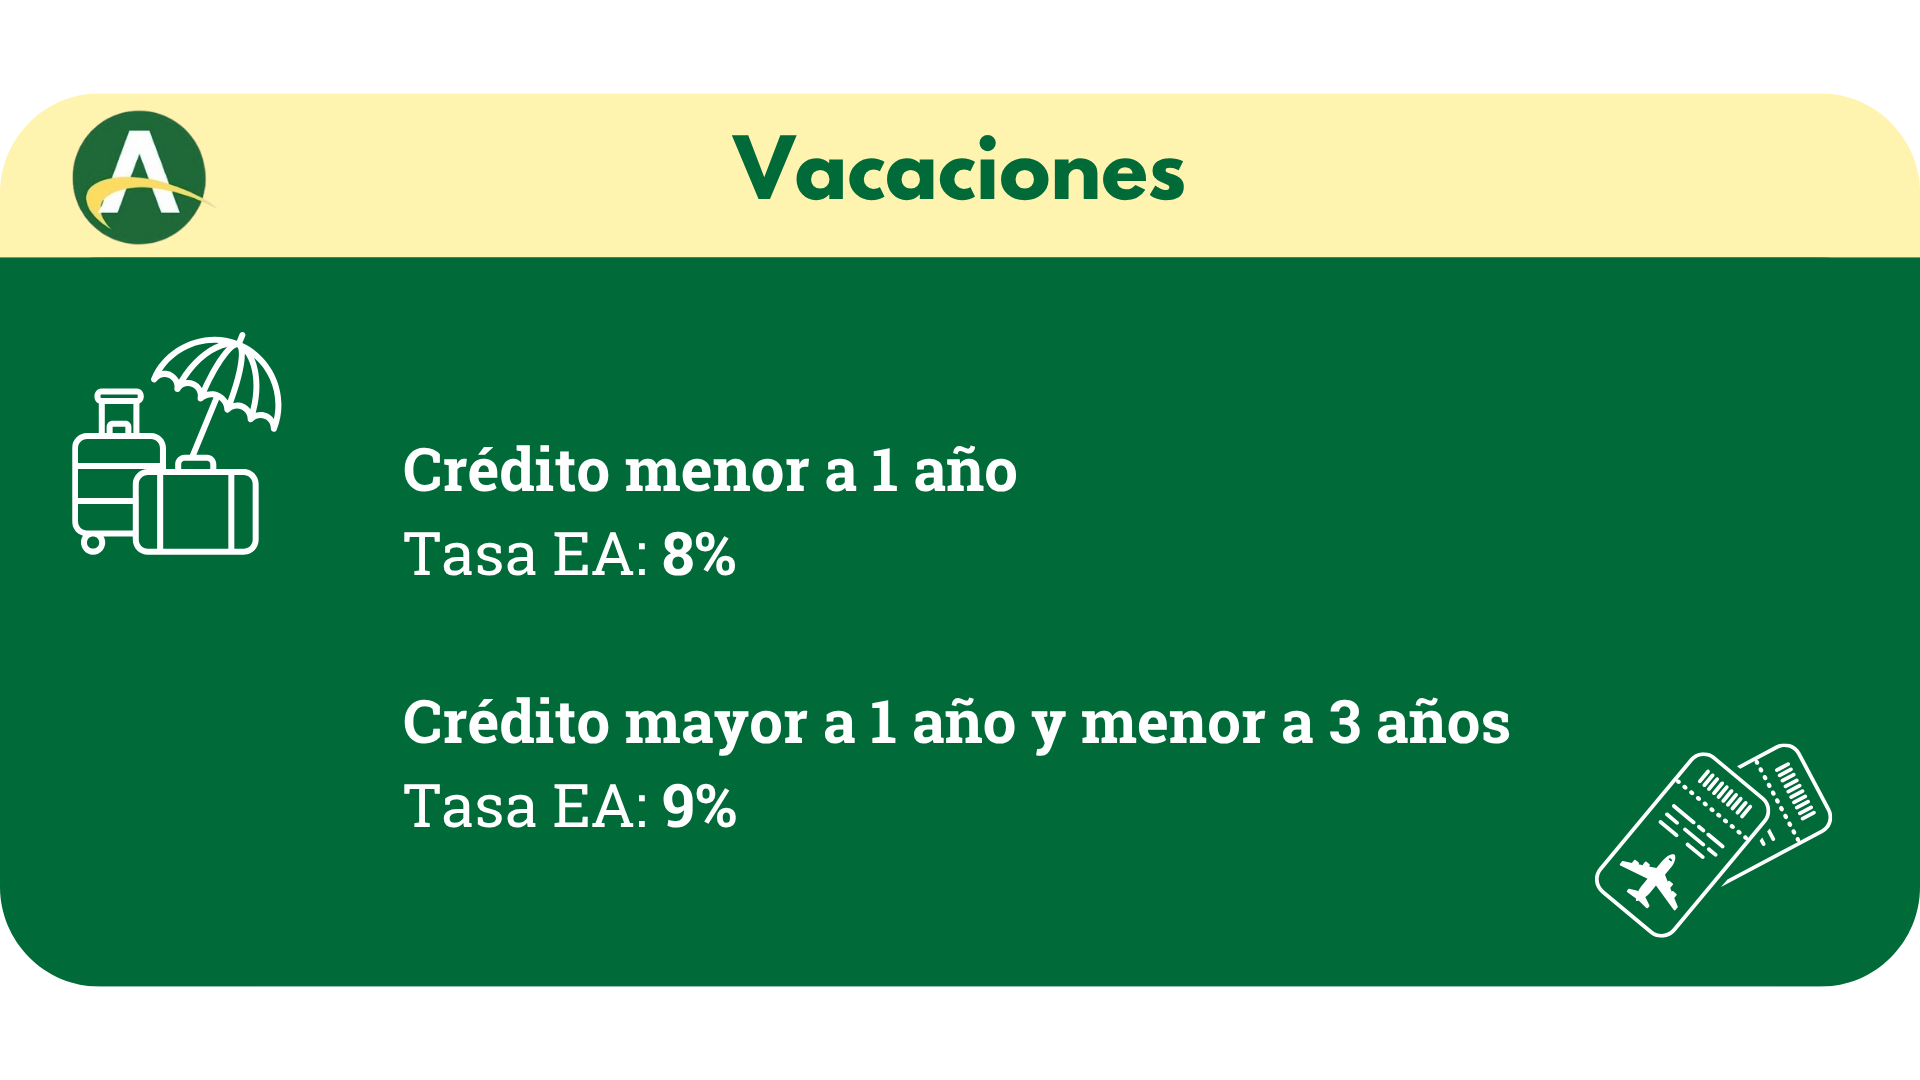 A
Vacaciones
Crédito menor a 1 año
Tasa EA: 8%
Crédito mayor a 1 año y menor a 3 años
Tasa EA: 9%